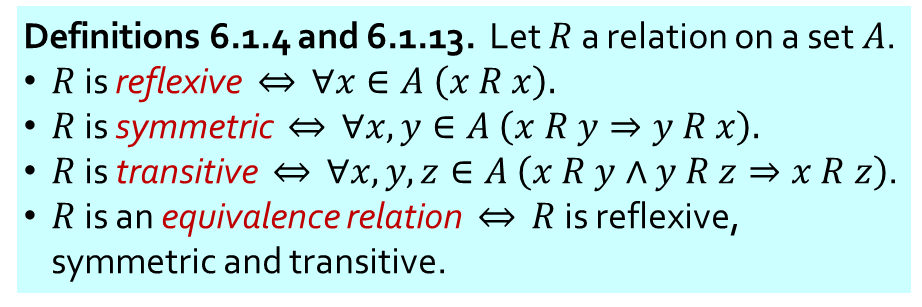 Definitions 6.1.4 and 6.1.13. Let R a relation on a set A.
• R is reflexive ⇔ ∀x ∈ A (x R x).
• R is symmetric ⇔ ∀x, y ∈ A (x R y ⇒ y R x).
• R is transitive ⇔ ∀x, y, z ∈ A (x R y ∧ y R z ⇒ x R z).
• R is an equivalence relation ⇔ R is reflexive,
symmetric and transitive.